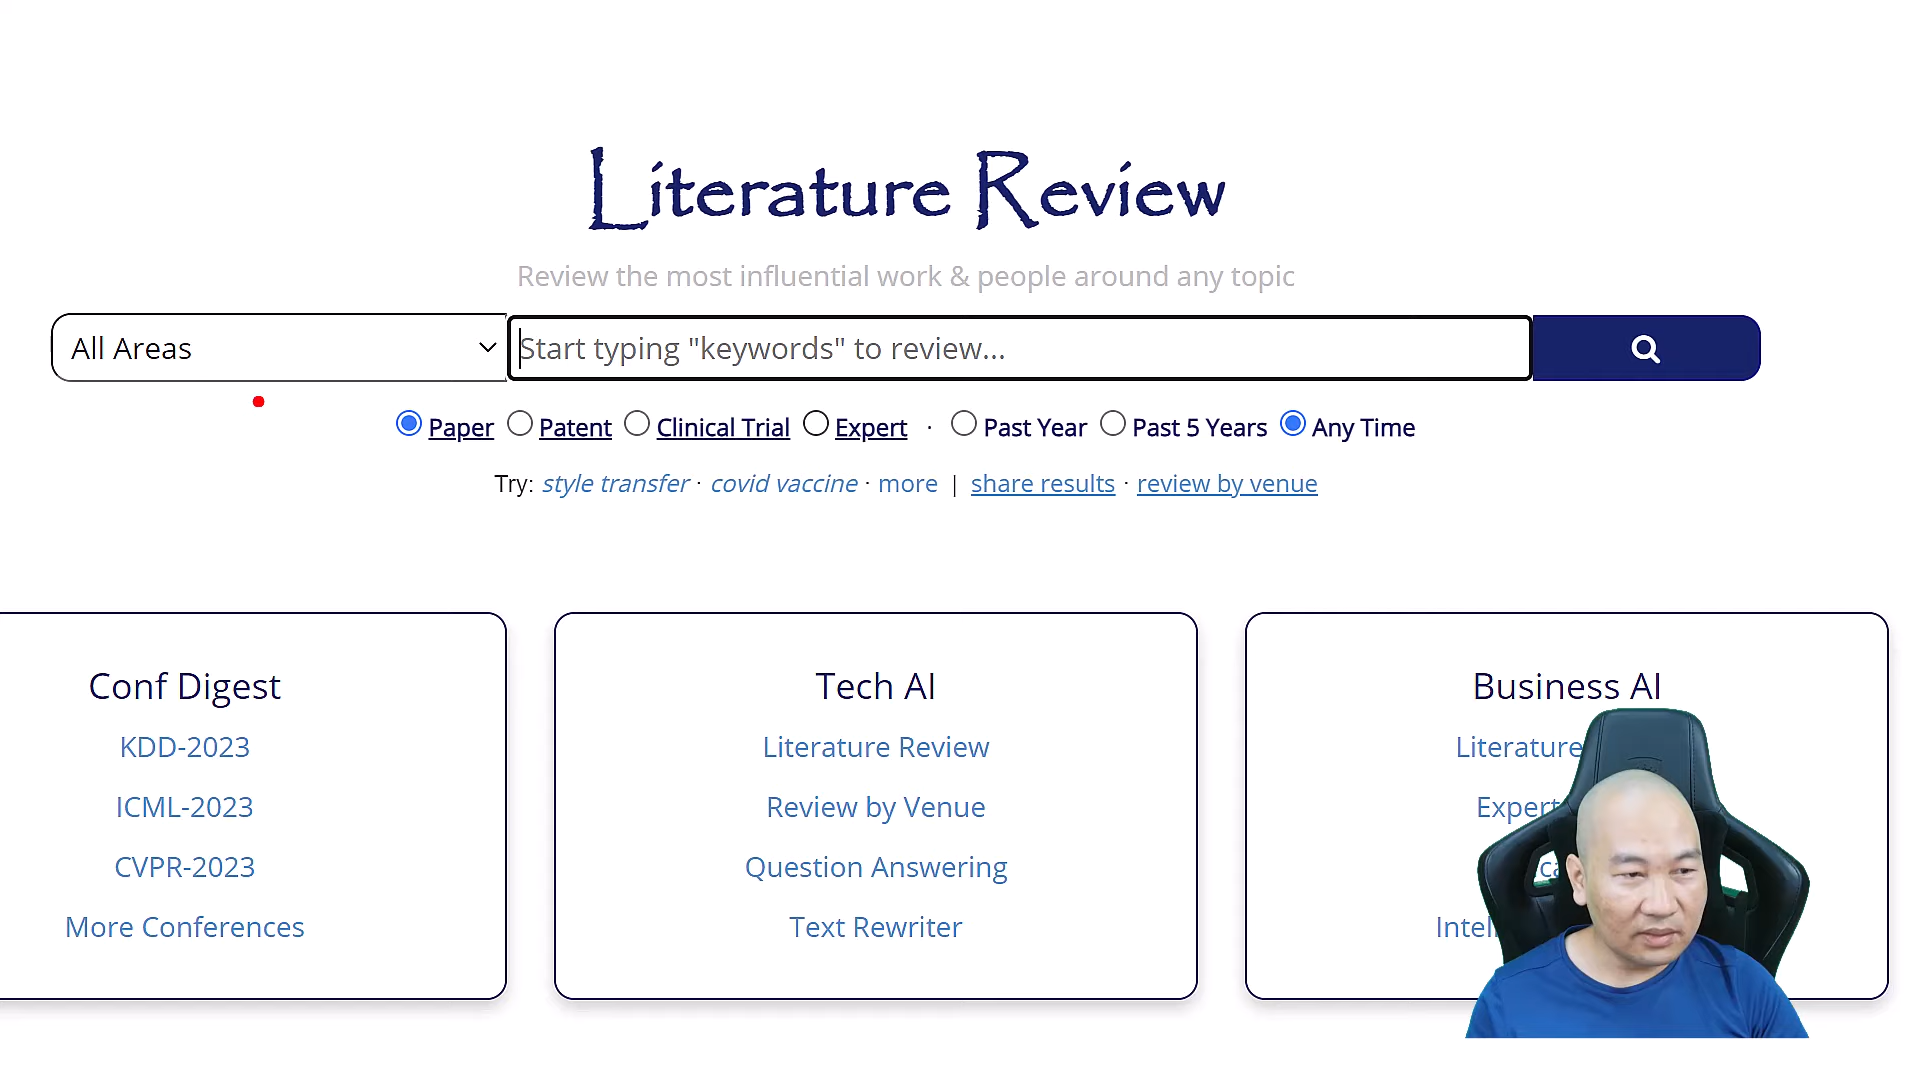 Literature Review
Review the most influential work & people around any topic
All Areas
Start typing "keywords" to review...
Paper Patent Clinical Trial Expert · Past Year Past 5 Years Any Time
Try: style transfer · covid vaccine · more | share results · review by venue
Conf Digest
KDD-2023
ICML-2023
CVPR-2023
More Conferences
Tech AI
Literature Review
Review by Venue
Question Answering
Text Rewriter
Business AI
Literature
Expert